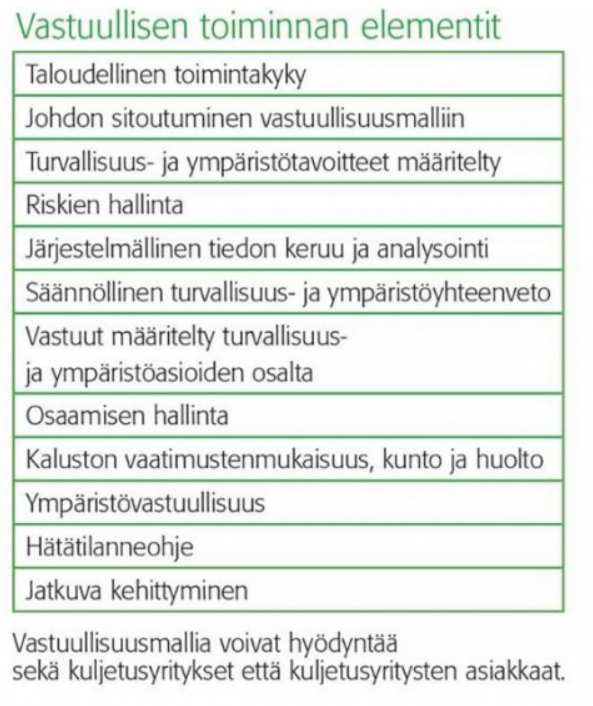 Vastuullisen toiminnan elementit
Taloudellinen toimintakyky
Johdon sitoutuminen vastuullisuusmalliin
Turvallisuus- ja ympäristötavoitteet määritelty
Riskien hallinta
Järjestelmällinen tiedon keruu ja analysointi
Säännöllinen turvallisuus- ja ympäristöyhteenveto
Vastuut määritelty turvallisuus-
ja ympäristöasioiden osalta
Osaamisen hallinta
Kaluston vaatimustenmukaisuus, kunto ja huolto
Ympäristövastuullisuus
Hätätilanneohje
Jatkuva kehittyminen
Vastuullisuusmallia voivat hyödyntää
sekä kuljetusyritykset että kuljetusyritysten asiakkaat.